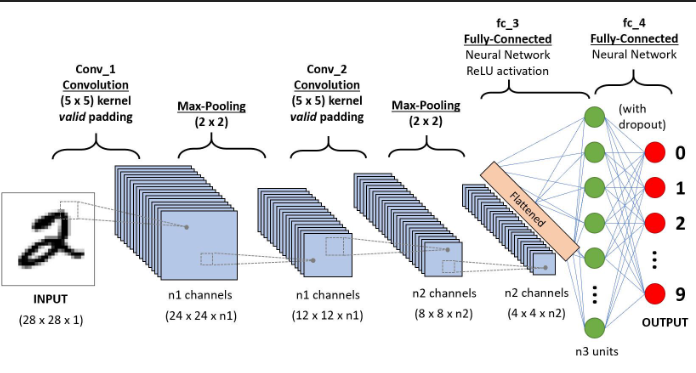 fc_3
Fully-Connected
Neural Network
ReLU activation
fc_4
Fully-Connected
Neural Network
Conv_1
Convolution
(5 x 5) kernel
valid padding
Max-Pooling
(2 x 2)
Conv_2
Convolution
(5 x 5) kernel
valid padding
Max-Pooling
(2 x 2)
(with
dropout)
Flattened
0
1
2
9
INPUT
(28 x 28 x 1)
n1 channels
(24 x 24 x n1)
n1 channels
(12 x 12 x n1)
n2 channels
(8 x 8 x n2)
n2 channels
(4 x 4 x n2)
n3 units
OUTPUT
2